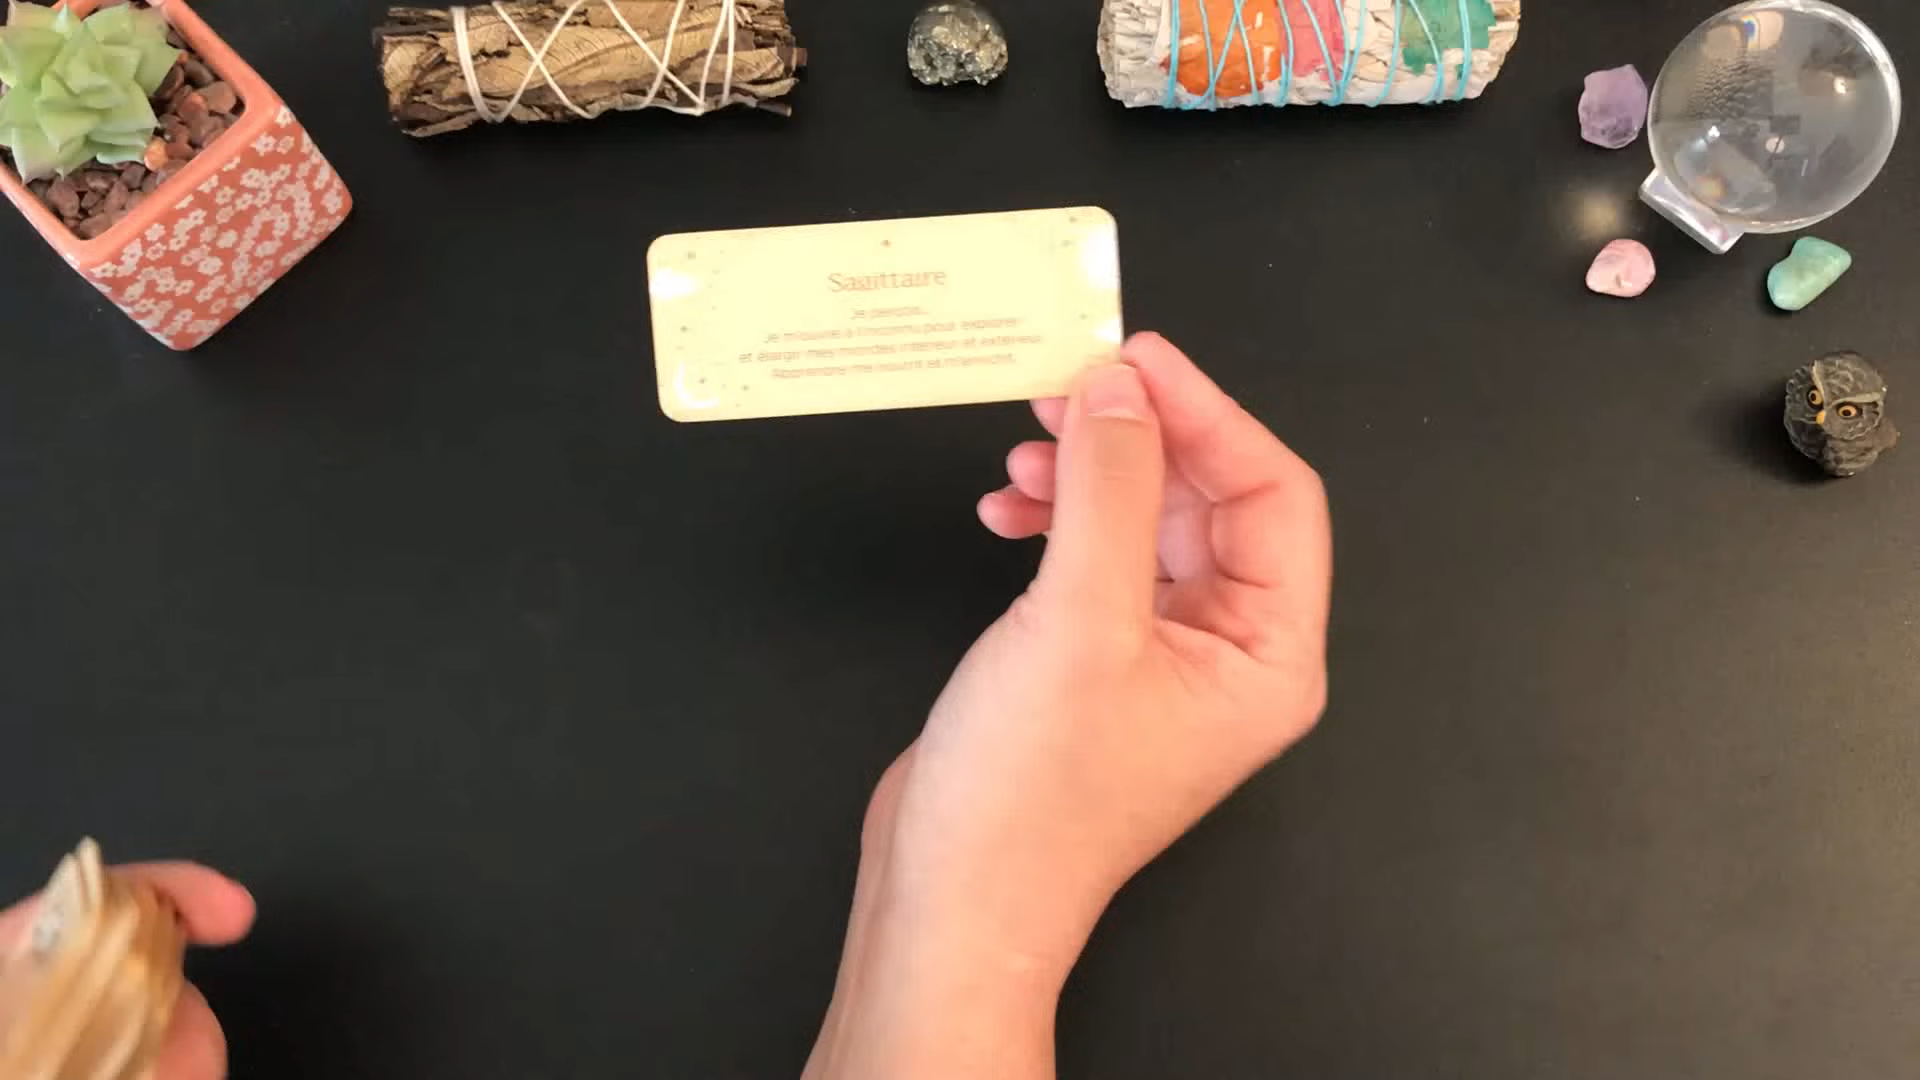 Sagittaire
Je perçois...
Je m'ouvre à l'inconnu pour explorer
et élargir mes mondes intérieur et extérieur.
Apprendre me nourrit et m'enrichit.